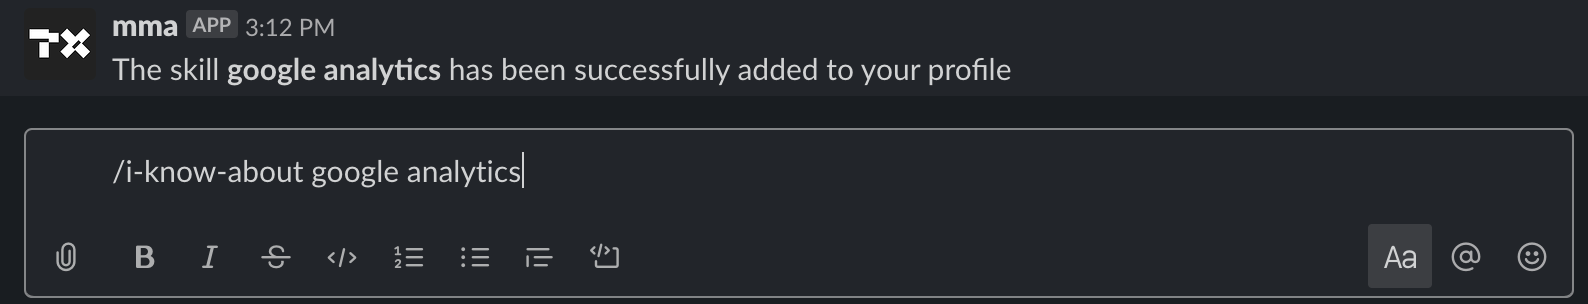 TX
mma APP 3:12 PM
The skill google analytics has been successfully added to your profile
/i-know-about google analytics
B I S </> Aa @